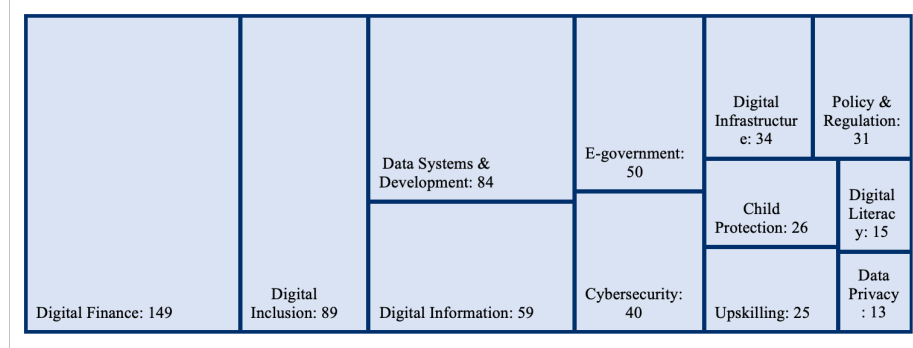 Digital Finance: 149
Digital
Inclusion: 89
Data Systems &
Development: 84
Digital Information: 59
E-government:
50
Cybersecurity:
40
Digital
Infrastructur
e: 34
Policy &
Regulation:
31
Child
Protection: 26
Digital
Literac
y: 15
Upskilling: 25
Data
Privacy
: 13